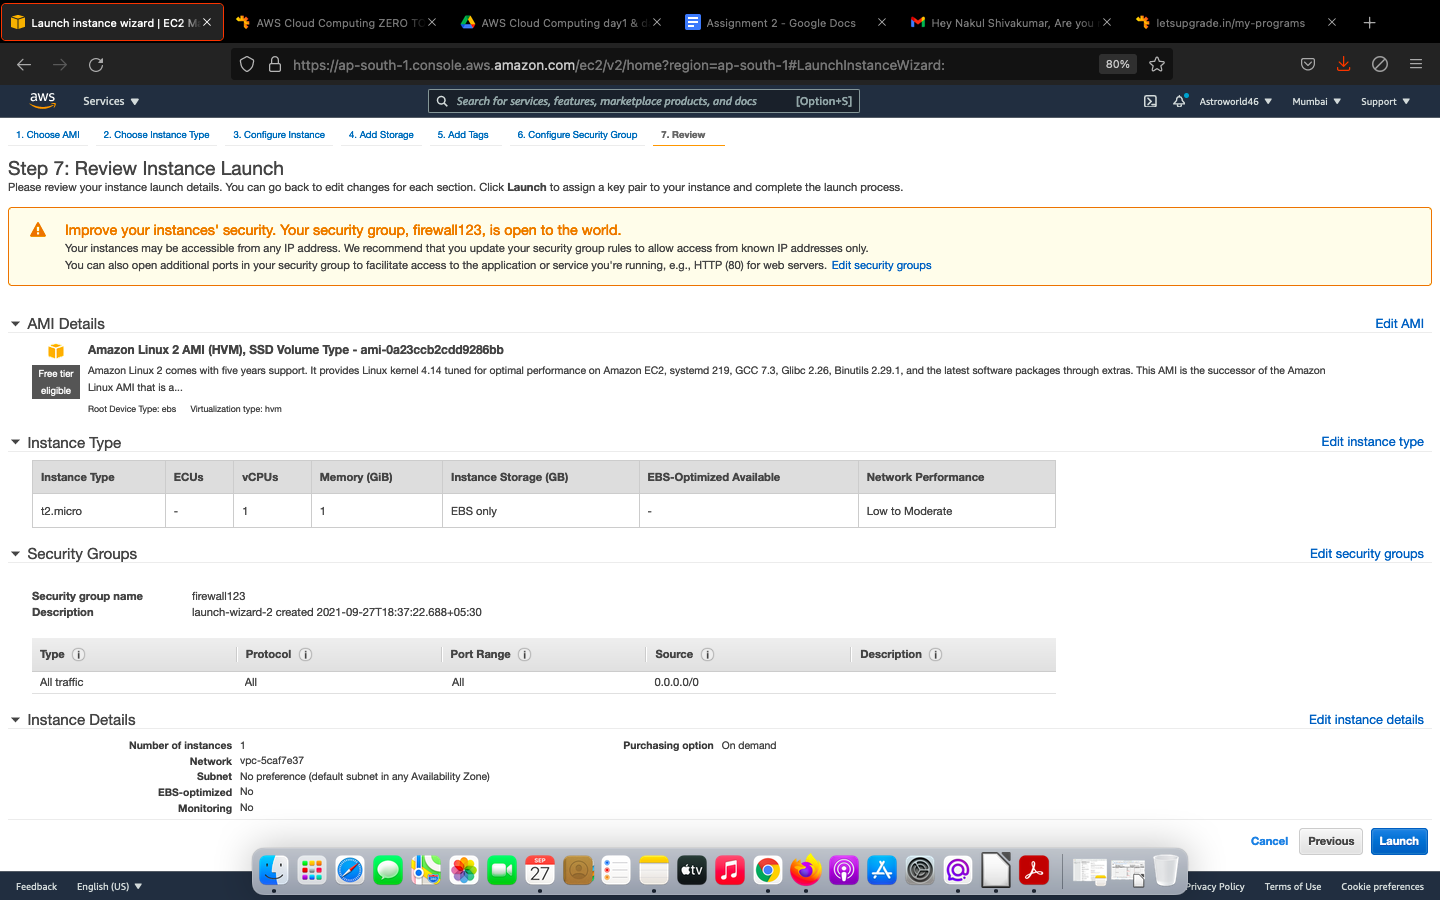 Launch instance wizard | EC2 M
AWS Cloud Computing ZERO TO
AWS Cloud Computing day1 & d
Assignment 2 - Google Docs
Hey Nakul Shivakumar, Are you
letsupgrade.in/my-programs
https://ap-south-1.console.aws.amazon.com/ec2/v2/home?region=ap-south-1#LaunchInstanceWizard:
80%
aws
Services
Search for services, features, marketplace products, and docs [Option+S]
Astroworld46
Mumbai
Support
1. Choose AMI
2. Choose Instance Type
3. Configure Instance
4. Add Storage
5. Add Tags
6. Configure Security Group
7. Review
Step 7: Review Instance Launch
Please review your instance launch details. You can go back to edit changes for each section. Click Launch to assign a key pair to your instance and complete the launch process.
Improve your instances' security. Your security group, firewall123, is open to the world.
Your instances may be accessible from any IP address. We recommend that you update your security group rules to allow access from known IP addresses only.
You can also open additional ports in your security group to facilitate access to the application or service you're running, e.g., HTTP (80) for web servers. Edit security groups
AMI Details
Edit AMI
Amazon Linux 2 AMI (HVM), SSD Volume Type - ami-0a23ccb2cdd9286bb
Free tier
eligible
Amazon Linux 2 comes with five years support. It provides Linux kernel 4.14 tuned for optimal performance on Amazon EC2, systemd 219, GCC 7.3, Glibc 2.26, Binutils 2.29.1, and the latest software packages through extras. This AMI is the successor of the Amazon
Linux AMI that is a...
Root Device Type: ebs Virtualization type: hvm
Instance Type
Edit instance type
Instance Type ECUs vCPUs Memory (GiB) Instance Storage (GB) EBS-Optimized Available Network Performance
t2.micro - 1 1 EBS only - Low to Moderate
Security Groups
Edit security groups
Security group name firewall123
Description launch-wizard-2 created 2021-09-27T18:37:22.688+05:30
Type Protocol Port Range Source Description
All traffic All All 0.0.0.0/0
Instance Details
Edit instance details
Number of instances 1 Purchasing option On demand
Network vpc-5caf7e37
Subnet No preference (default subnet in any Availability Zone)
EBS-optimized No
Monitoring No
Cancel Previous Launch
SEP
27
tv
Feedback English (US)
Privacy Policy Terms of Use Cookie preferences